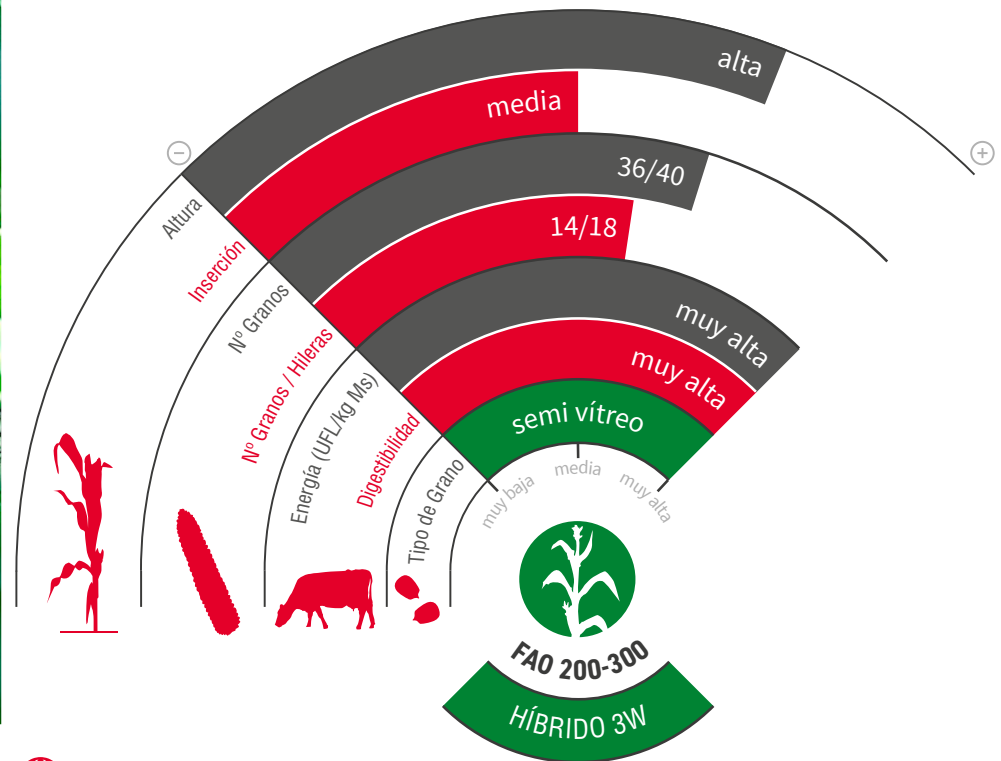 alta
media
36/40
14/18
muy alta
muy alta
semi vítreo
−
+
Altura
Inserción
Nº Granos
Nº Granos / Hileras
Energía (UFL/kg Ms)
Digestibilidad
Tipo de Grano
muy baja
media
muy alta
FAO 200-300
HÍBRIDO 3W